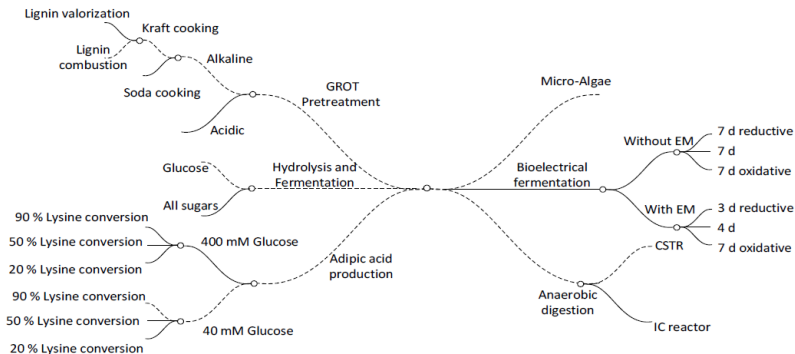 Lignin valorization
Kraft cooking
Lignin
combustion
Alkaline
Soda cooking
GROT
Pretreatment
Acidic
Glucose
Hydrolysis and
Fermentation
All sugars
90 % Lysine conversion
50 % Lysine conversion
400 mM Glucose
20 % Lysine conversion
Adipic acid
production
90 % Lysine conversion
50 % Lysine conversion
40 mM Glucose
20 % Lysine conversion
Micro-Algae
Without EM
7 d reductive
7 d
7 d oxidative
Bioelectrical
fermentation
With EM
3 d reductive
4 d
7 d oxidative
CSTR
Anaerobic
digestion
IC reactor